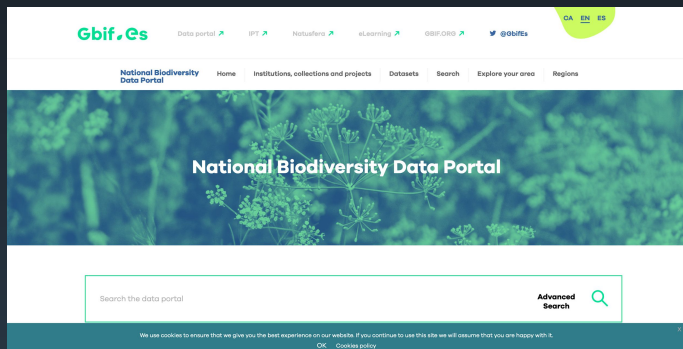 CA EN ES
Gbif.Es Data portal IPT Natusfera eLearning GBIF.ORG @GbifEs
National Biodiversity Data Portal Home Institutions, collections and projects Datasets Search Explore your area Regions
National Biodiversity Data Portal
Search the data portal
Advanced Search
We use cookies to ensure that we give you the best experience on our website. If you continue to use this site we will assume that you are happy with it.
OK Cookies policy